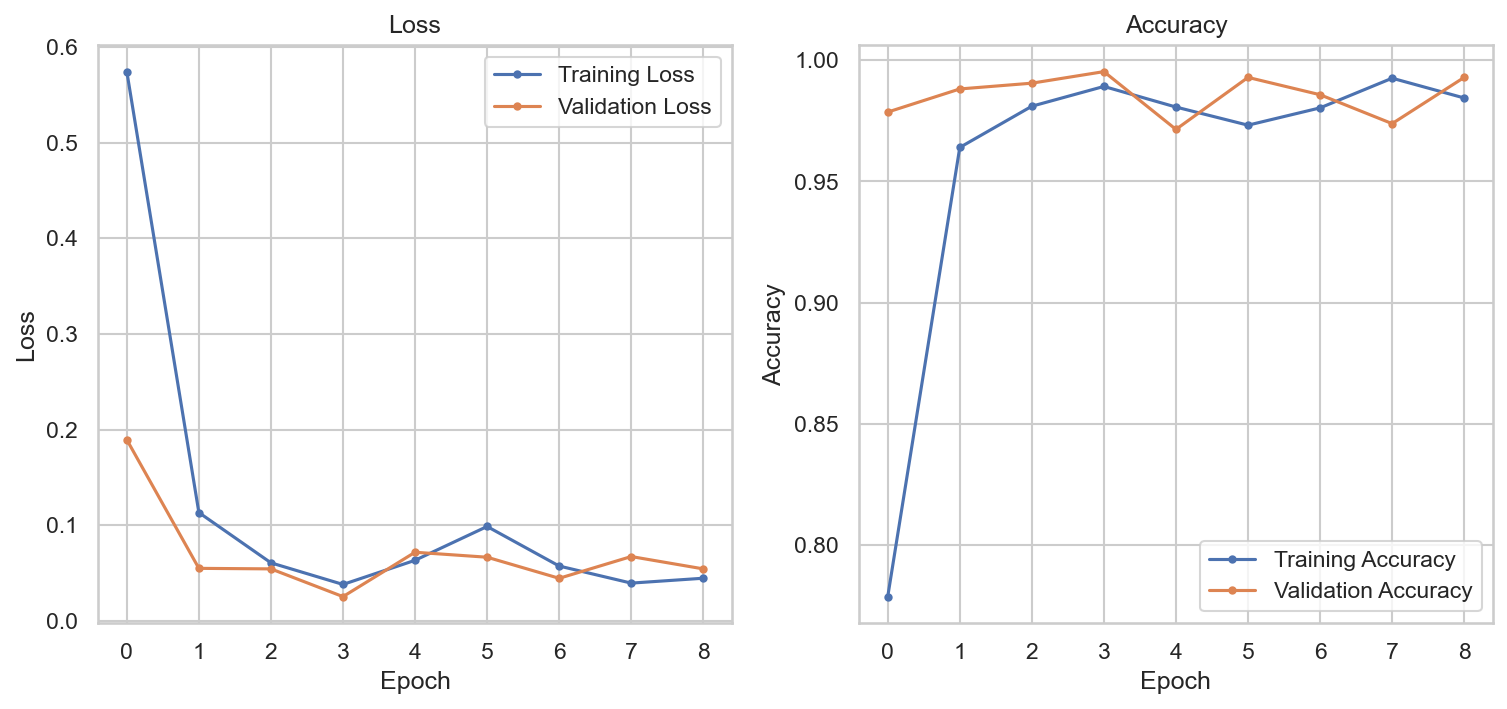 Loss
0.6
0.5
0.4
0.3
0.2
0.1
0.0
Loss
Training Loss
Validation Loss
0 1 2 3 4 5 6 7 8
Epoch
Accuracy
1.00
0.95
0.90
0.85
0.80
Accuracy
Training Accuracy
Validation Accuracy
0 1 2 3 4 5 6 7 8
Epoch